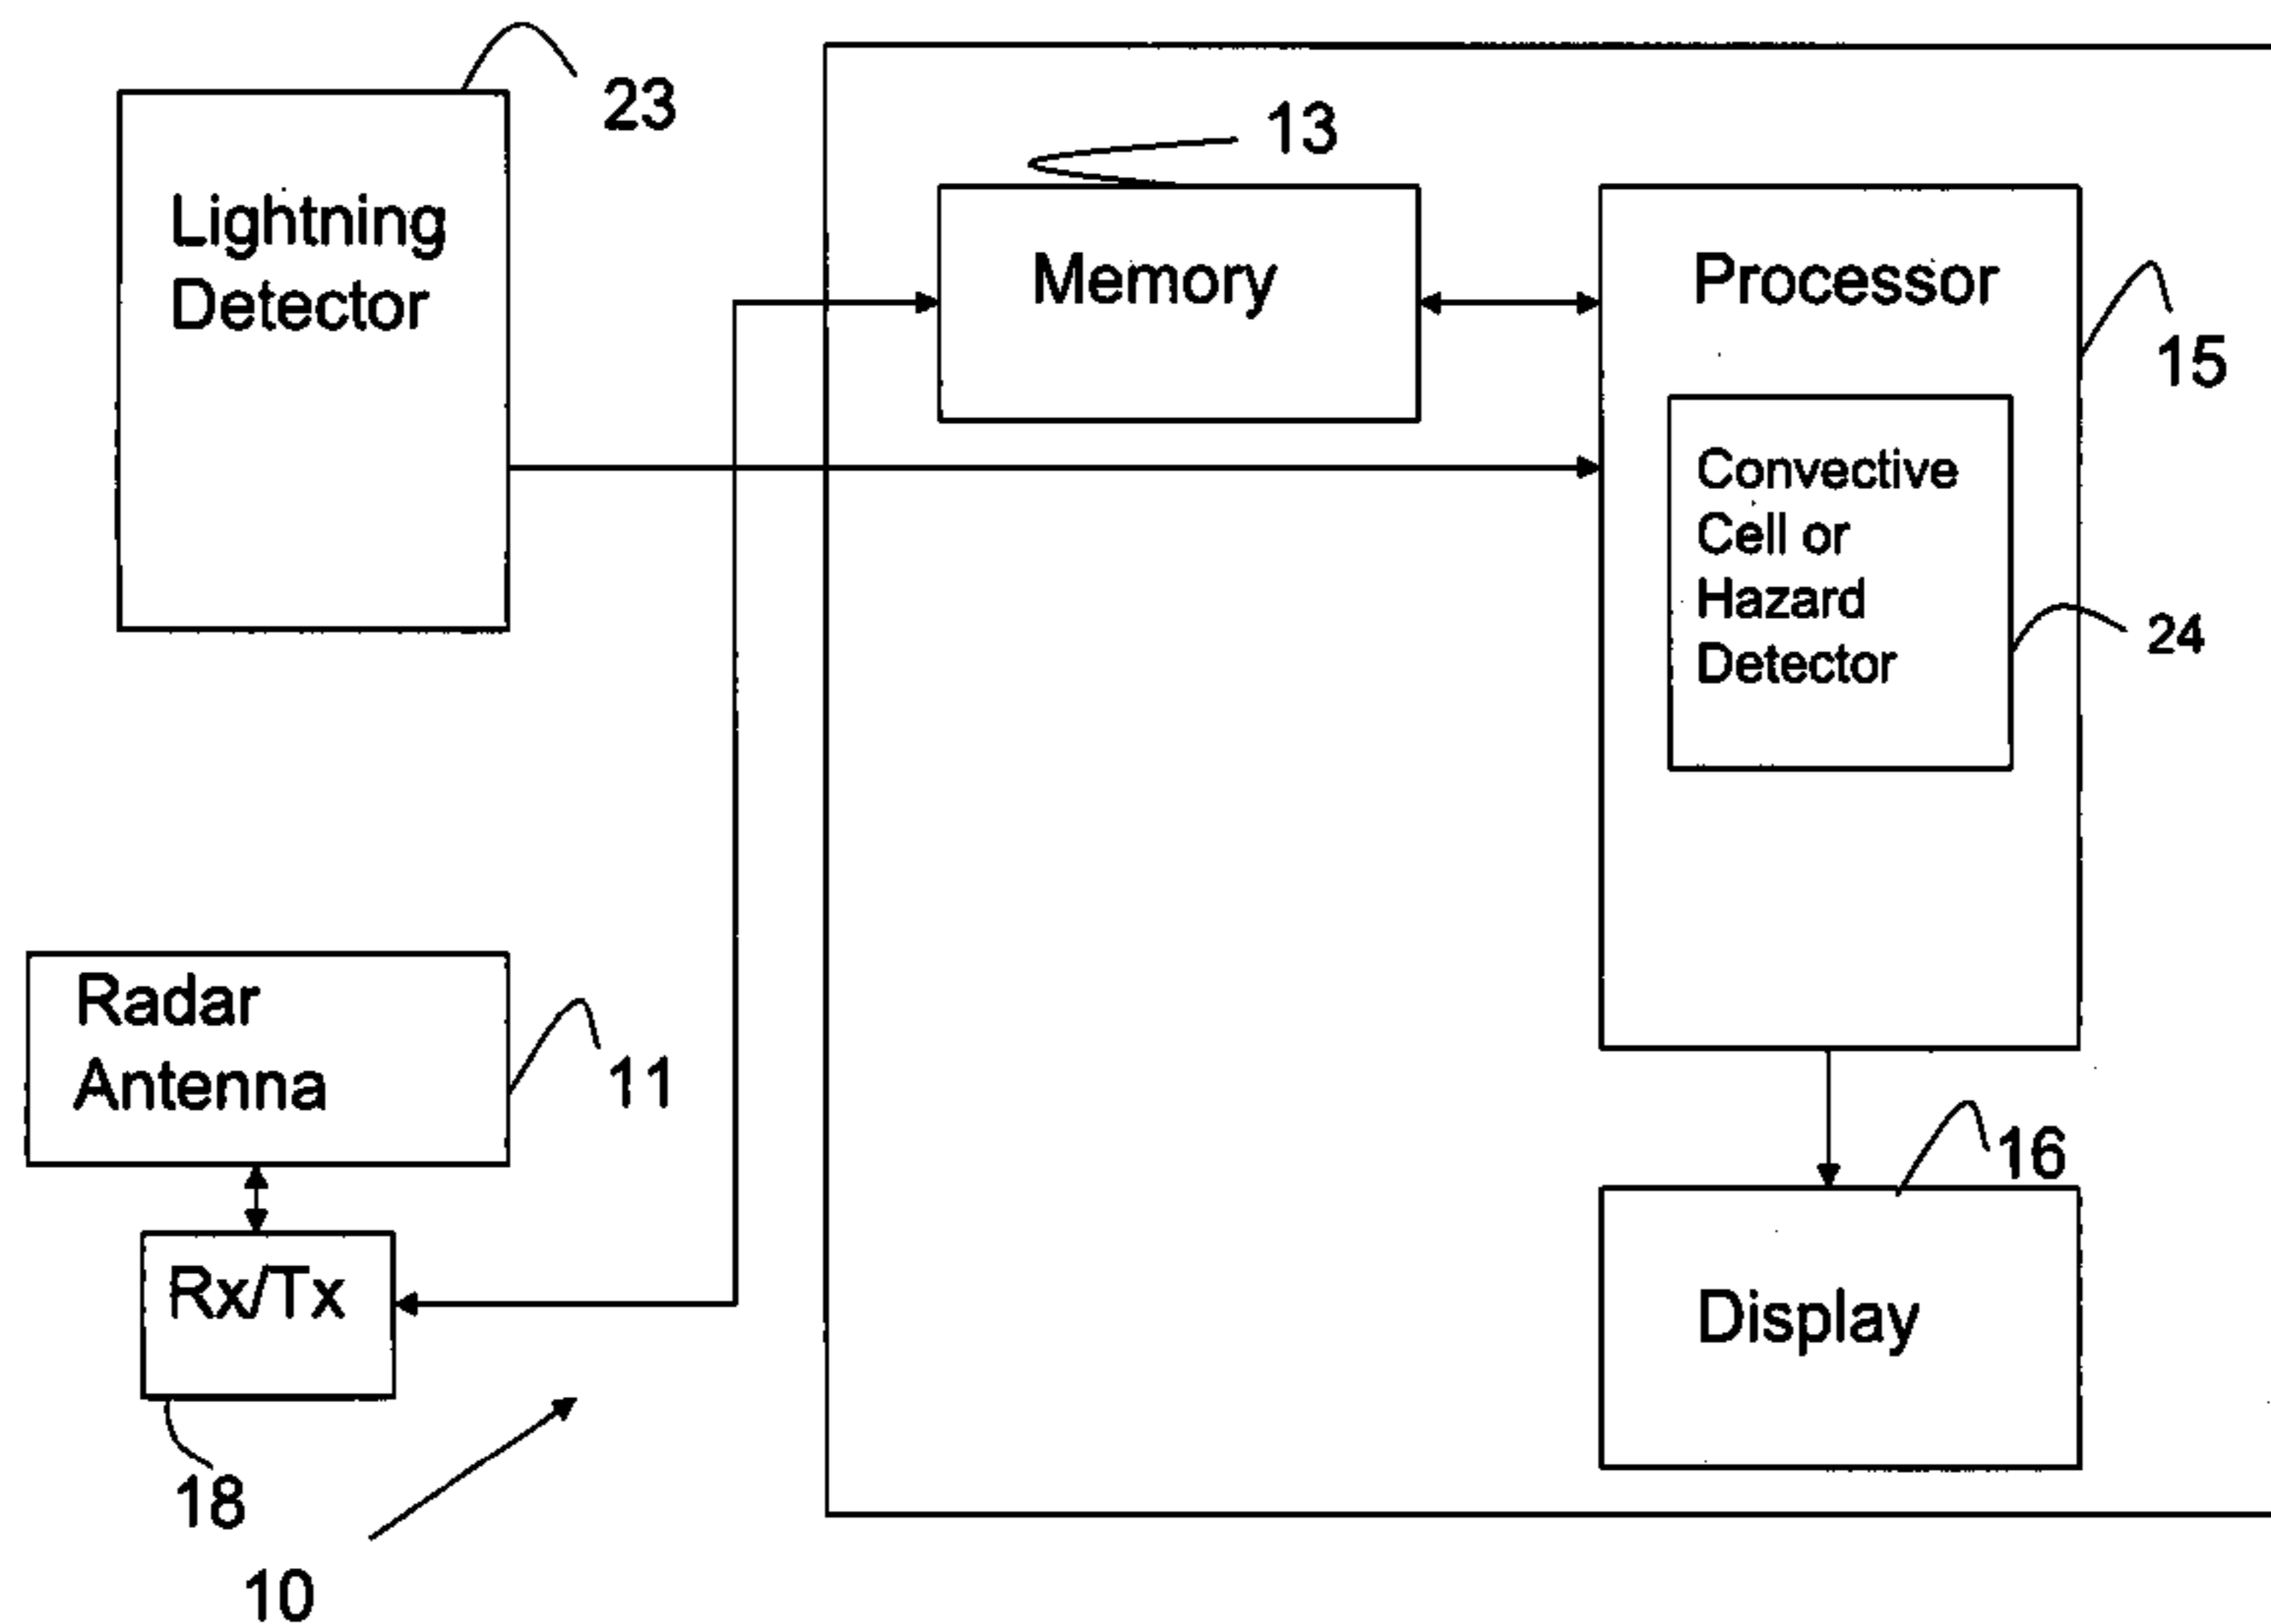 23
Lightning
Detector
13
Memory
Processor
15
Convective
Cell or
Hazard
Detector
24
Radar
Antenna
11
Rx/Tx
18
10
16
Display